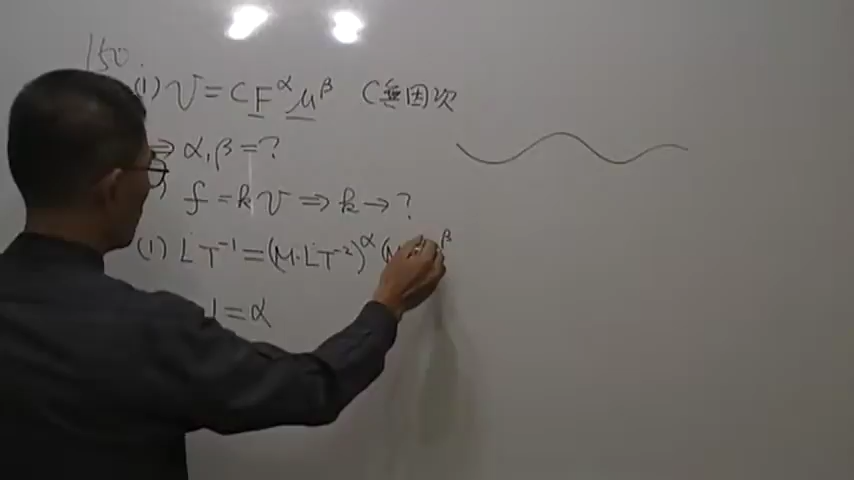 150.
(1) V = C F^α μ^β C無因次
⇒ α, β = ?
f = k V ⇒ k → ?
(1) L T^-1 = (M·L T^-2)^α (M β
1 = α